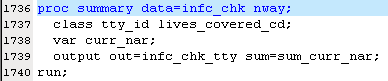 1736 proc summary data=infc_chk nway;
1737 class tty_id lives_covered_cd;
1738 var curr_nar;
1739 output out=infc_chk_tty sum=sum_curr_nar;
1740 run;